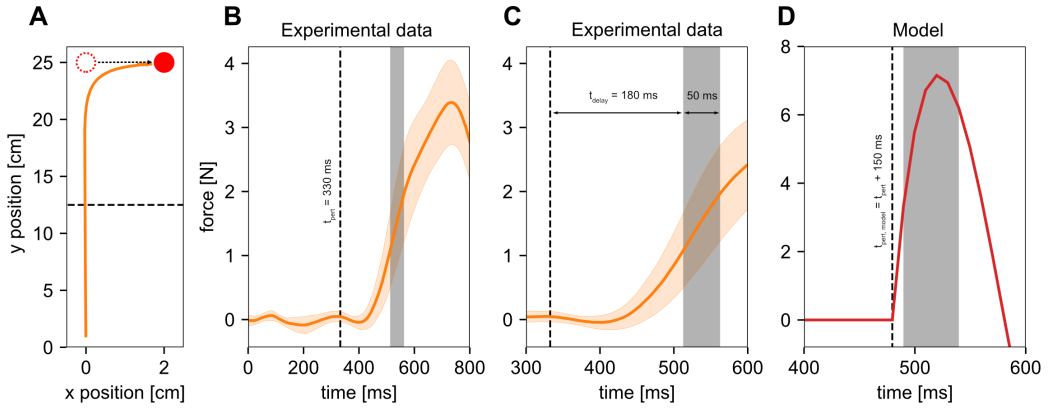 A
B
C
D
Experimental data
Experimental data
Model
25
20
15
10
5
0
y position [cm]
0
2
x position [cm]
4
3
2
1
0
force [N]
t_pert = 330 ms
0
200
400
600
800
time [ms]
6
5
4
3
2
1
0
t_delay = 180 ms
50 ms
300
400
500
600
time [ms]
8
6
4
2
0
t_pert, model = t_pert + 150 ms
400
500
600
time [ms]